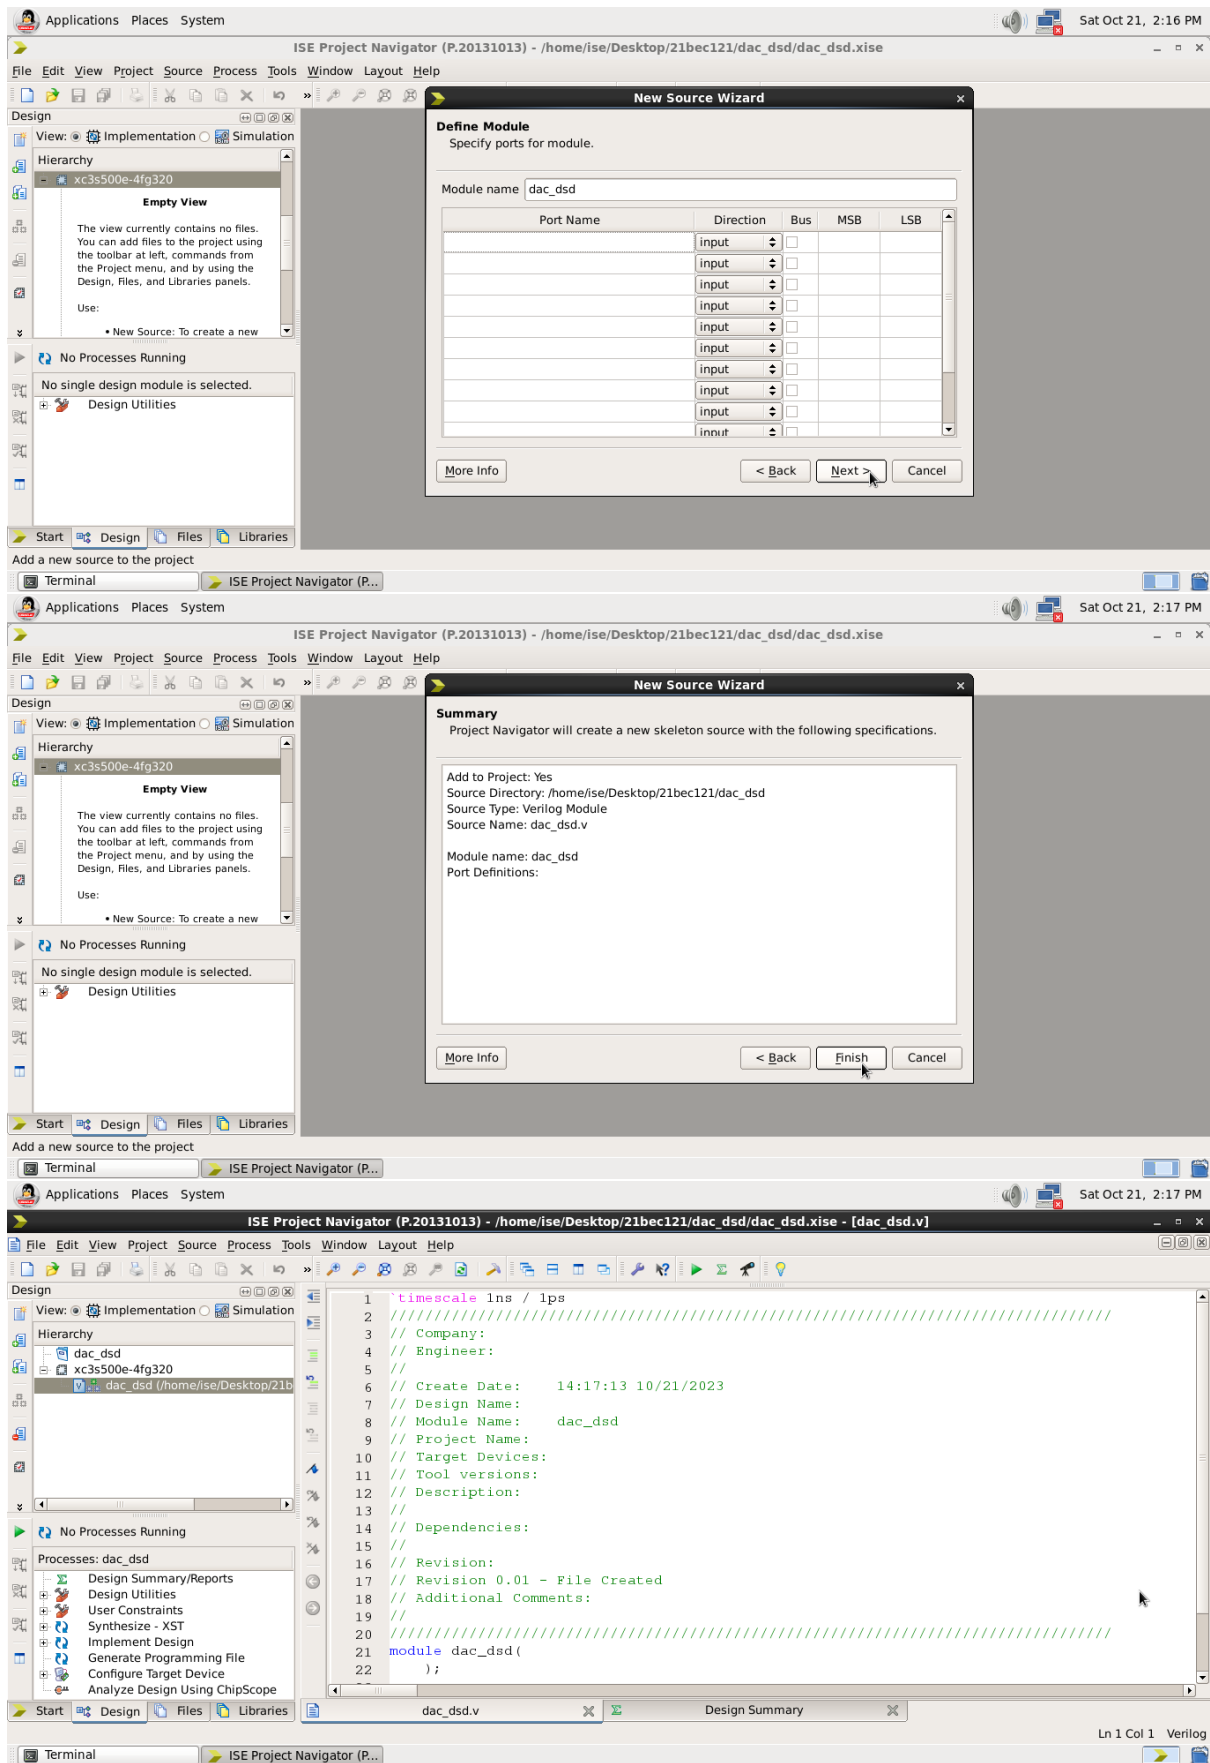 Applications Places System Sat Oct 21, 2:16 PM
ISE Project Navigator (P.20131013) - /home/ise/Desktop/21bec121/dac_dsd/dac_dsd.xise
File Edit View Project Source Process Tools Window Layout Help
Design
View: Implementation Simulation
Hierarchy
xc3s500e-4fg320
Empty View
The view currently contains no files.
You can add files to the project using
the toolbar at left, commands from
the Project menu, and by using the
Design, Files, and Libraries panels.
Use:
• New Source: To create a new
No Processes Running
No single design module is selected.
Design Utilities
Start Design Files Libraries
New Source Wizard
Define Module
Specify ports for module.
Module name dac_dsd
Port Name Direction Bus MSB LSB
input
input
input
input
input
input
input
input
input
input
More Info < Back Next > Cancel
Add a new source to the project
Terminal ISE Project Navigator (P...
Applications Places System Sat Oct 21, 2:17 PM
ISE Project Navigator (P.20131013) - /home/ise/Desktop/21bec121/dac_dsd/dac_dsd.xise
File Edit View Project Source Process Tools Window Layout Help
Design
View: Implementation Simulation
Hierarchy
xc3s500e-4fg320
Empty View
The view currently contains no files.
You can add files to the project using
the toolbar at left, commands from
the Project menu, and by using the
Design, Files, and Libraries panels.
Use:
• New Source: To create a new
No Processes Running
No single design module is selected.
Design Utilities
Start Design Files Libraries
New Source Wizard
Summary
Project Navigator will create a new skeleton source with the following specifications.
Add to Project: Yes
Source Directory: /home/ise/Desktop/21bec121/dac_dsd
Source Type: Verilog Module
Source Name: dac_dsd.v
Module name: dac_dsd
Port Definitions:
More Info < Back Finish Cancel
Add a new source to the project
Terminal ISE Project Navigator (P...
Applications Places System Sat Oct 21, 2:17 PM
ISE Project Navigator (P.20131013) - /home/ise/Desktop/21bec121/dac_dsd/dac_dsd.xise - [dac_dsd.v]
File Edit View Project Source Process Tools Window Layout Help
Design
View: Implementation Simulation
Hierarchy
dac_dsd
xc3s500e-4fg320
dac_dsd (/home/ise/Desktop/21b
No Processes Running
Processes: dac_dsd
Design Summary/Reports
Design Utilities
User Constraints
Synthesize - XST
Implement Design
Generate Programming File
Configure Target Device
Analyze Design Using ChipScope
Start Design Files Libraries
1 `timescale 1ns / 1ps
2 //////////////////////////////////////////////////////////////////////////////////
3 // Company:
4 // Engineer:
5 //
6 // Create Date:    14:17:13 10/21/2023
7 // Design Name:
8 // Module Name:    dac_dsd
9 // Project Name:
10 // Target Devices:
11 // Tool versions:
12 // Description:
13 //
14 // Dependencies:
15 //
16 // Revision:
17 // Revision 0.01 - File Created
18 // Additional Comments:
19 //
20 //////////////////////////////////////////////////////////////////////////////////
21 module dac_dsd(
22 );
dac_dsd.v Design Summary
Ln 1 Col 1 Verilog
Terminal ISE Project Navigator (P...